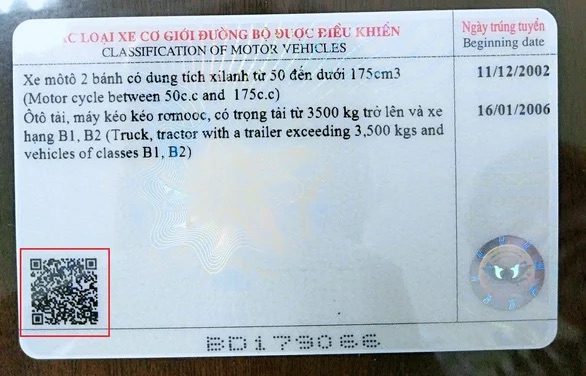 ÁC LOẠI XE CƠ GIỚI ĐƯỜNG BỘ ĐƯỢC ĐIỀU KHIỂN
CLASSIFICATION OF MOTOR VEHICLES
Ngày trúng tuyển
Beginning date
Xe môtô 2 bánh có dung tích xilanh từ 50 đến dưới 175cm3
(Motor cycle between 50c.c and 175c.c)
11/12/2002
Ôtô tải, máy kéo kéo rơmooc, có trọng tải từ 3500 kg trở lên và xe
hạng B1, B2 (Truck, tractor with a trailer exceeding 3,500 kgs and
vehicles of classes B1, B2)
16/01/2006
BD179066